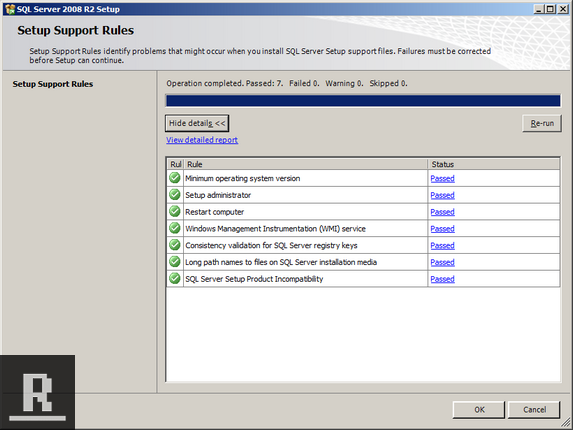 SQL Server 2008 R2 Setup
Setup Support Rules
Setup Support Rules identify problems that might occur when you install SQL Server Setup support files. Failures must be corrected
before Setup can continue.
Setup Support Rules
Operation completed. Passed: 7.  Failed 0.  Warning 0.  Skipped 0.
Hide details << Re-run
View detailed report
Rul Rule Status
Minimum operating system version Passed
Setup administrator Passed
Restart computer Passed
Windows Management Instrumentation (WMI) service Passed
Consistency validation for SQL Server registry keys Passed
Long path names to files on SQL Server installation media Passed
SQL Server Setup Product Incompatibility Passed
R
OK Cancel